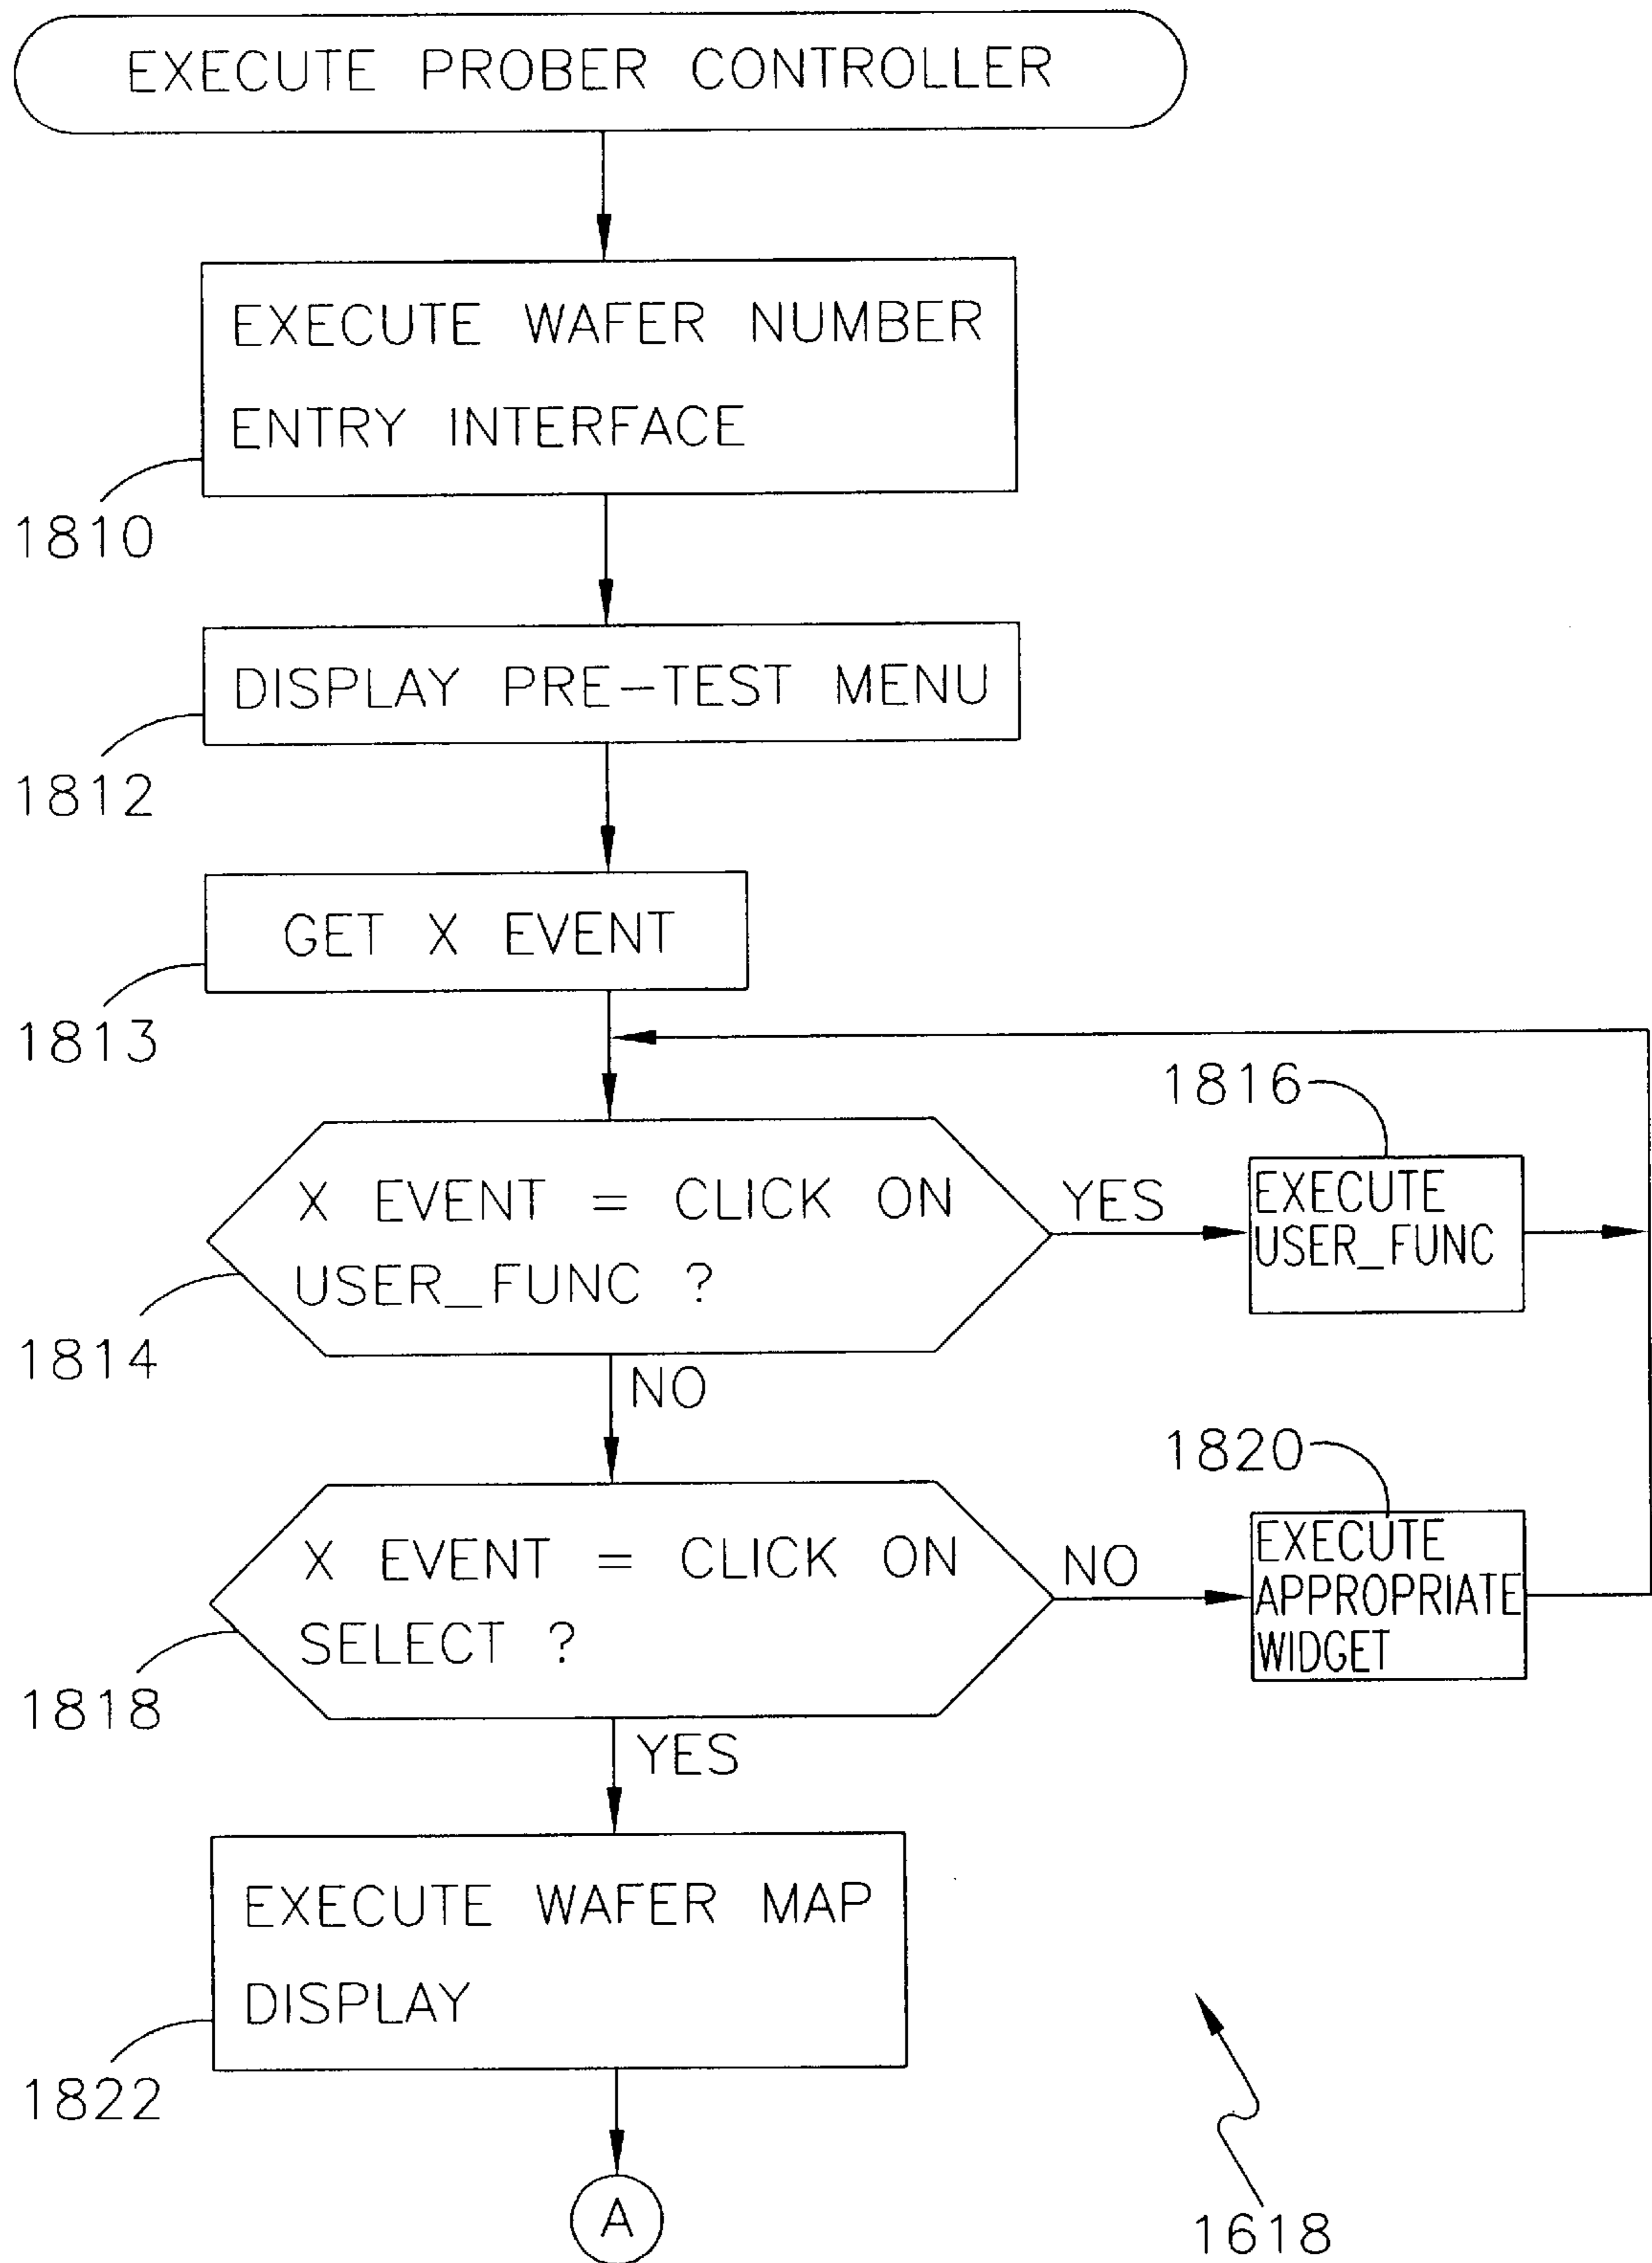 EXECUTE PROBER CONTROLLER
EXECUTE WAFER NUMBER
ENTRY INTERFACE
1810
DISPLAY PRE-TEST MENU
1812
GET X EVENT
1813
1816
X EVENT = CLICK ON
USER_FUNC ?
YES
EXECUTE
USER_FUNC
1814
NO
1820
X EVENT = CLICK ON
SELECT ?
NO
EXECUTE
APPROPRIATE
WIDGET
1818
YES
EXECUTE WAFER MAP
DISPLAY
1822
A
1618